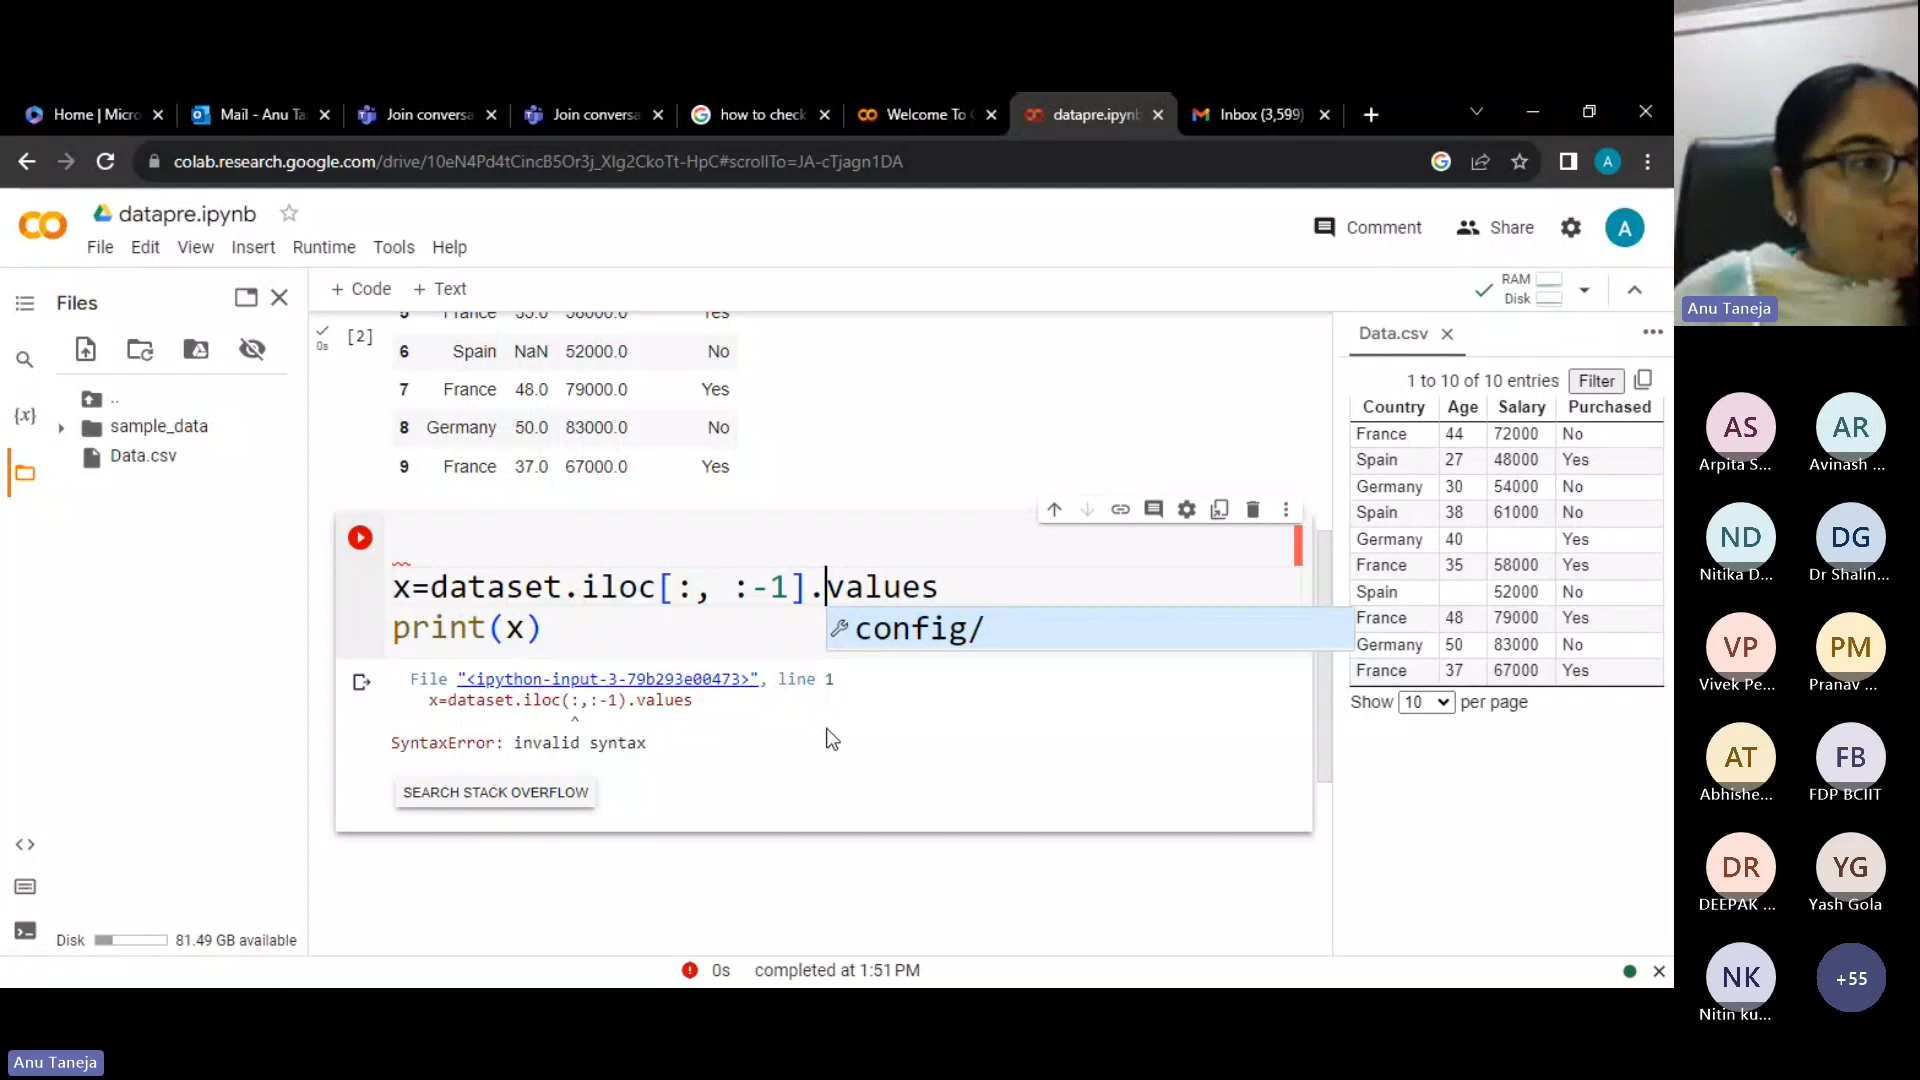 Home | Micro
Mail - Anu Ta
Join conversa
Join conversa
how to check
Welcome To C
datapre.ipynb
Inbox (3,599)
colab.research.google.com/drive/10eN4Pd4tCincB5Or3j_XIg2CkoTt-HpC#scrollTo=JA-cTjagn1DA
A
CO
datapre.ipynb
File Edit View Insert Runtime Tools Help
Comment
Share
A
Files
+ Code + Text
RAM
Disk
..
sample_data
Data.csv
{x}
Disk 81.49 GB available
[2]
0s
5 France 35.0 58000.0 Yes
6 Spain NaN 52000.0 No
7 France 48.0 79000.0 Yes
8 Germany 50.0 83000.0 No
9 France 37.0 67000.0 Yes
x=dataset.iloc[:, :-1].values
print(x)
config/
File "<ipython-input-3-79b293e00473>", line 1
x=dataset.iloc(:,:-1).values
^
SyntaxError: invalid syntax
SEARCH STACK OVERFLOW
Data.csv
1 to 10 of 10 entries Filter
Country Age Salary Purchased
France 44 72000 No
Spain 27 48000 Yes
Germany 30 54000 No
Spain 38 61000 No
Germany 40 Yes
France 35 58000 Yes
Spain 52000 No
France 48 79000 Yes
Germany 50 83000 No
France 37 67000 Yes
Show 10 per page
0s completed at 1:51 PM
Anu Taneja
AS
Arpita S...
AR
Avinash ...
ND
Nitika D...
DG
Dr Shalin...
VP
Vivek Pe...
PM
Pranav ...
AT
Abhishe...
FB
FDP BCIIT
DR
DEEPAK ...
YG
Yash Gola
NK
Nitin ku...
+55
Anu Taneja